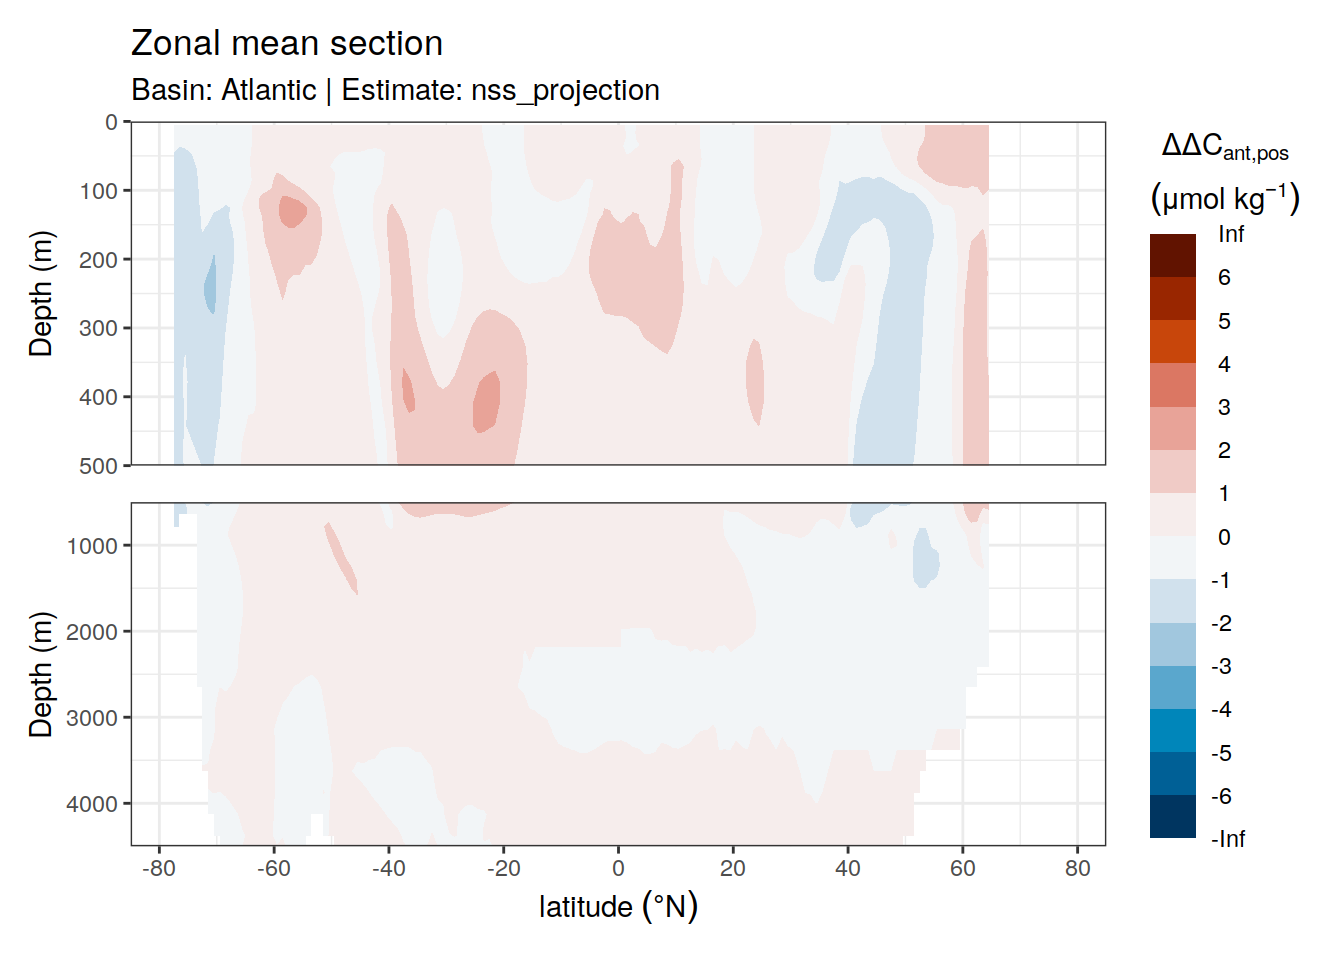 Zonal mean section
Basin: Atlantic | Estimate: nss_projection
0
100
200
300
400
500
Depth (m)
1000
2000
3000
4000
Depth (m)
-80 -60 -40 -20 0 20 40 60 80
latitude (°N)
ΔΔCant,pos
(µmol kg⁻¹)
Inf
6
5
4
3
2
1
0
-1
-2
-3
-4
-5
-6
-Inf